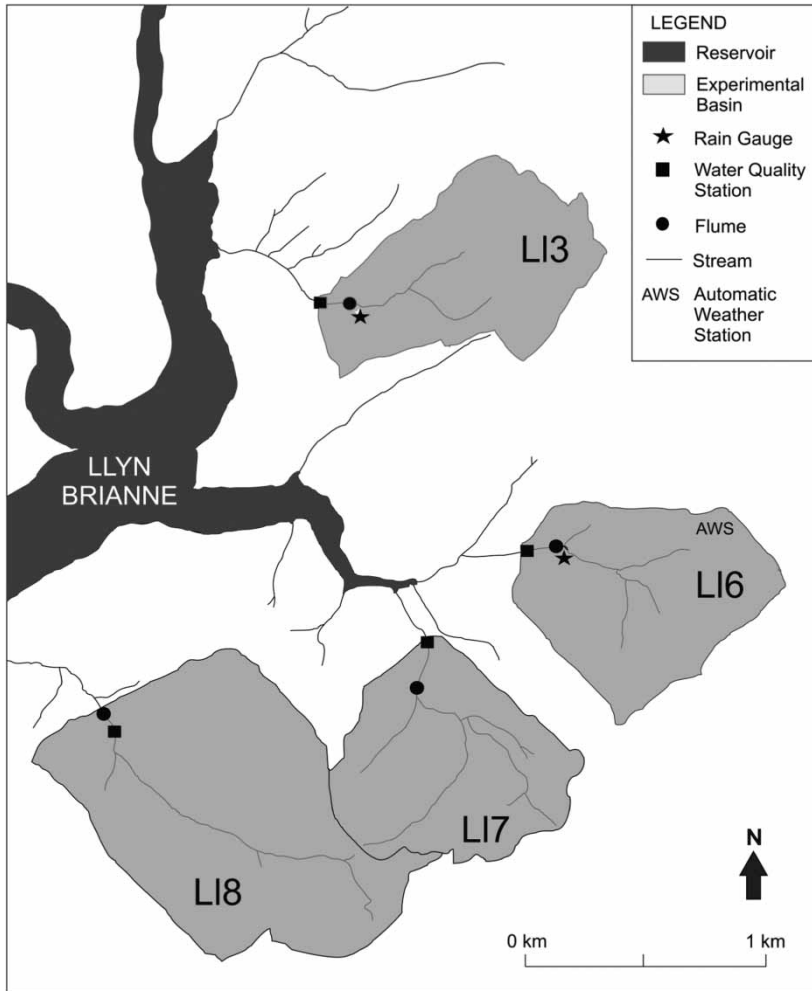 LEGEND
Reservoir
Experimental
Basin
Rain Gauge
Water Quality
Station
Flume
Stream
AWS Automatic
Weather
Station
Ll3
LLYN
BRIANNE
AWS
Ll6
Ll7
Ll8
N
0 km 1 km